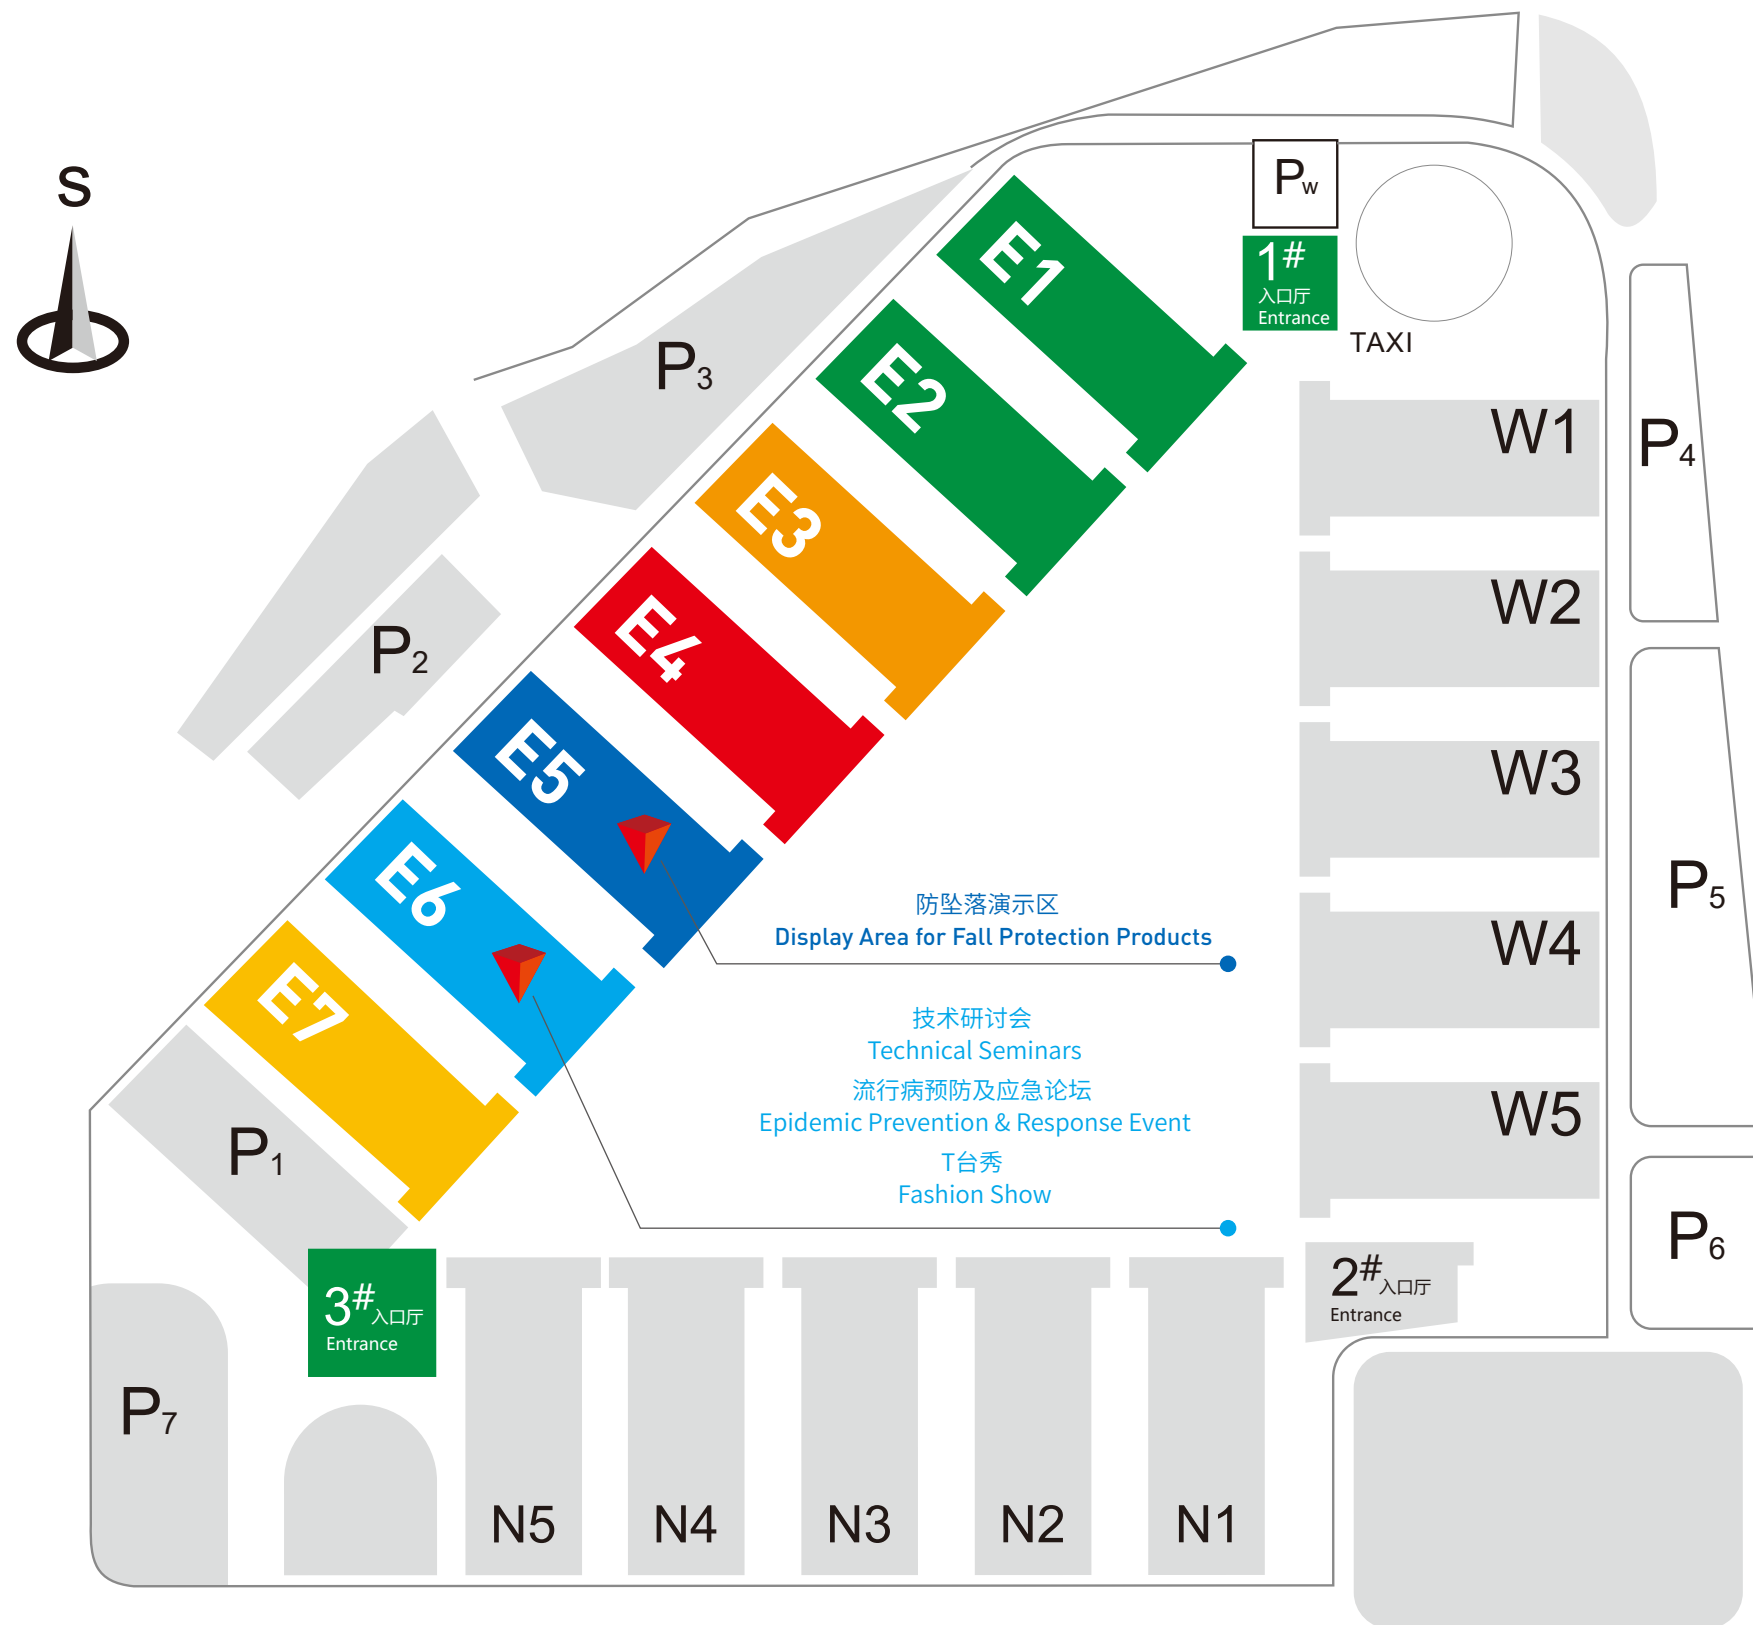 S
Pw
1#
入口厅
Entrance
TAXI
E1
E2
E3
E4
E5
E6
E7
P3
P2
P1
P4
P5
P6
P7
W1
W2
W3
W4
W5
防坠落演示区
Display Area for Fall Protection Products
技术研讨会
Technical Seminars
流行病预防及应急论坛
Epidemic Prevention & Response Event
T台秀
Fashion Show
2#入口厅
Entrance
3#入口厅
Entrance
N5
N4
N3
N2
N1